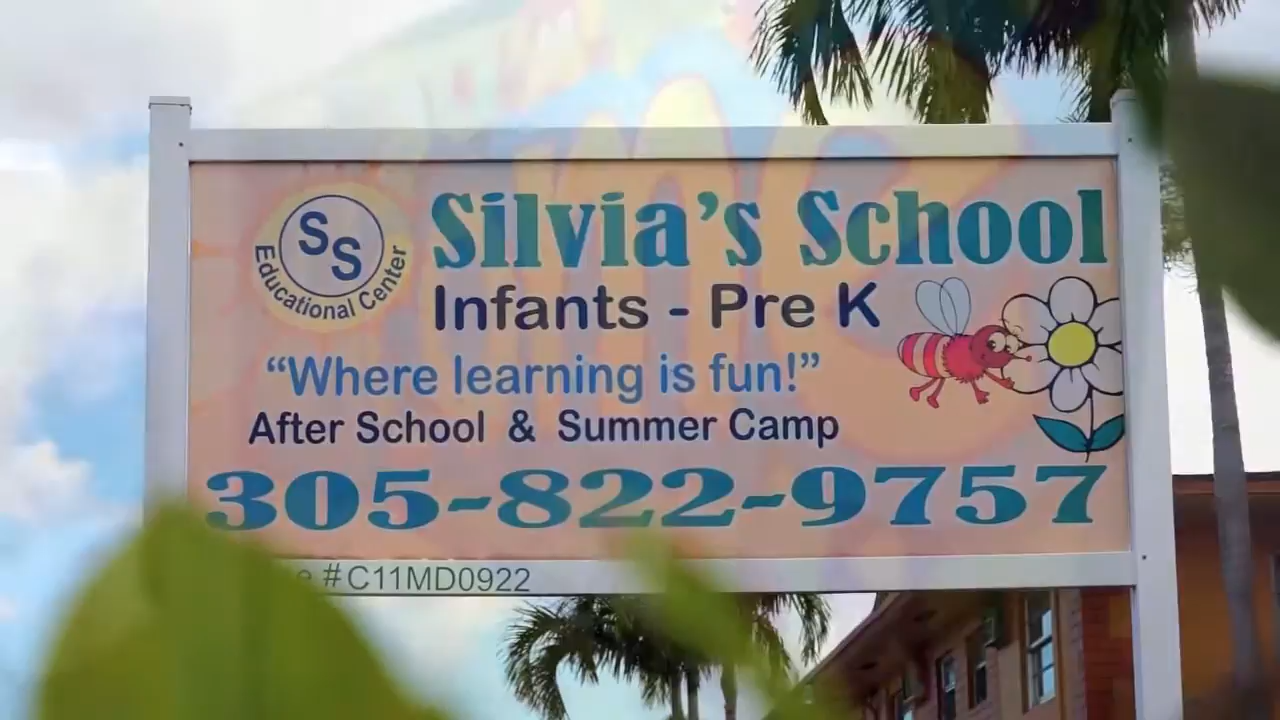 SS
Educational Center
Silvia's School
Infants - Pre K
“Where learning is fun!”
After School & Summer Camp
305-822-9757
#C11MD0922